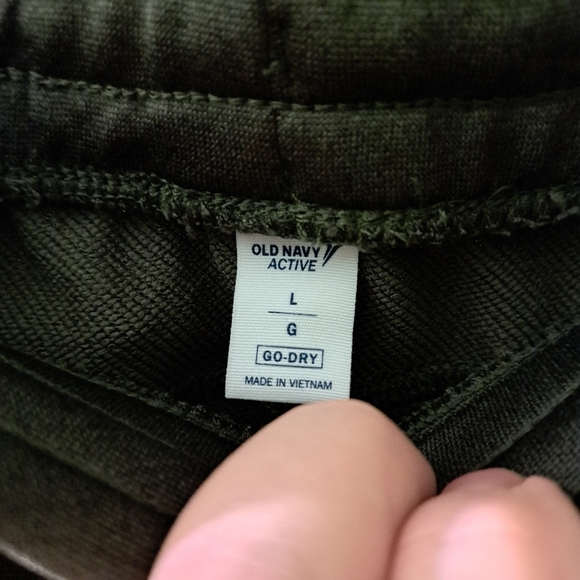 OLD NAVY
ACTIVE
L
G
GO-DRY
MADE IN VIETNAM